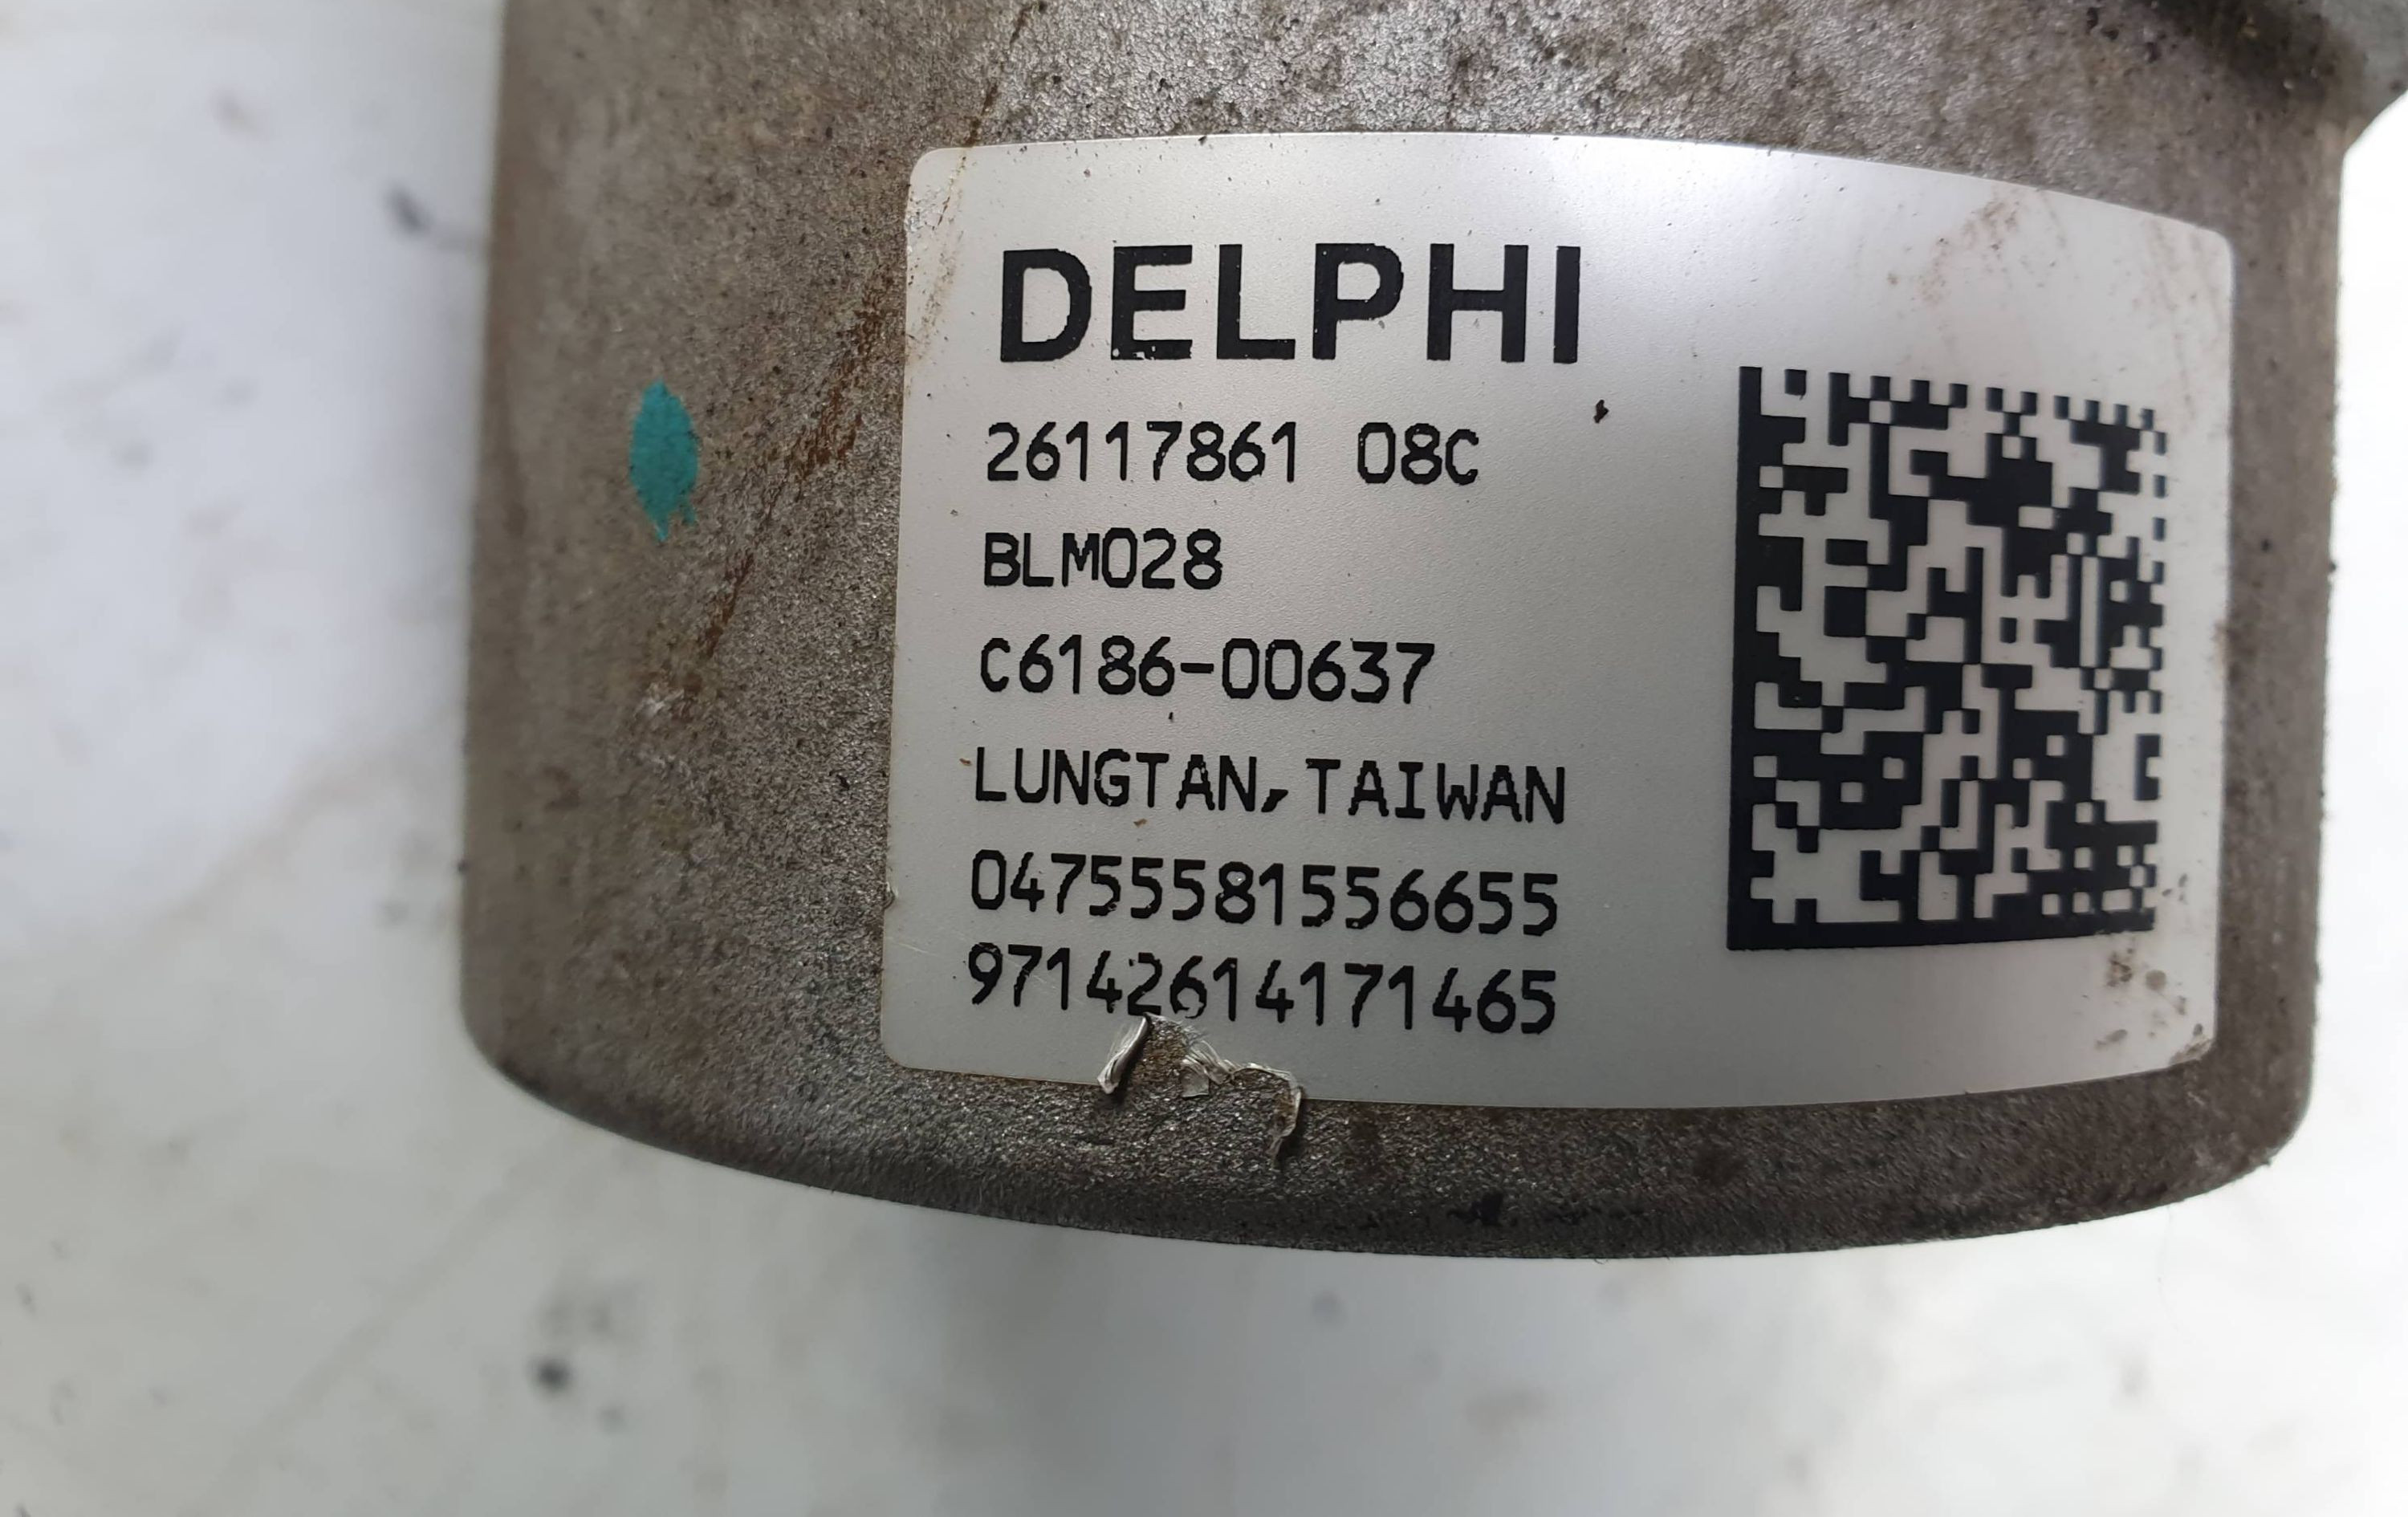 DELPHI
26117861 08C
BLM028
C6186-00637
LUNGTAN, TAIWAN
04755581556655
97142614171465